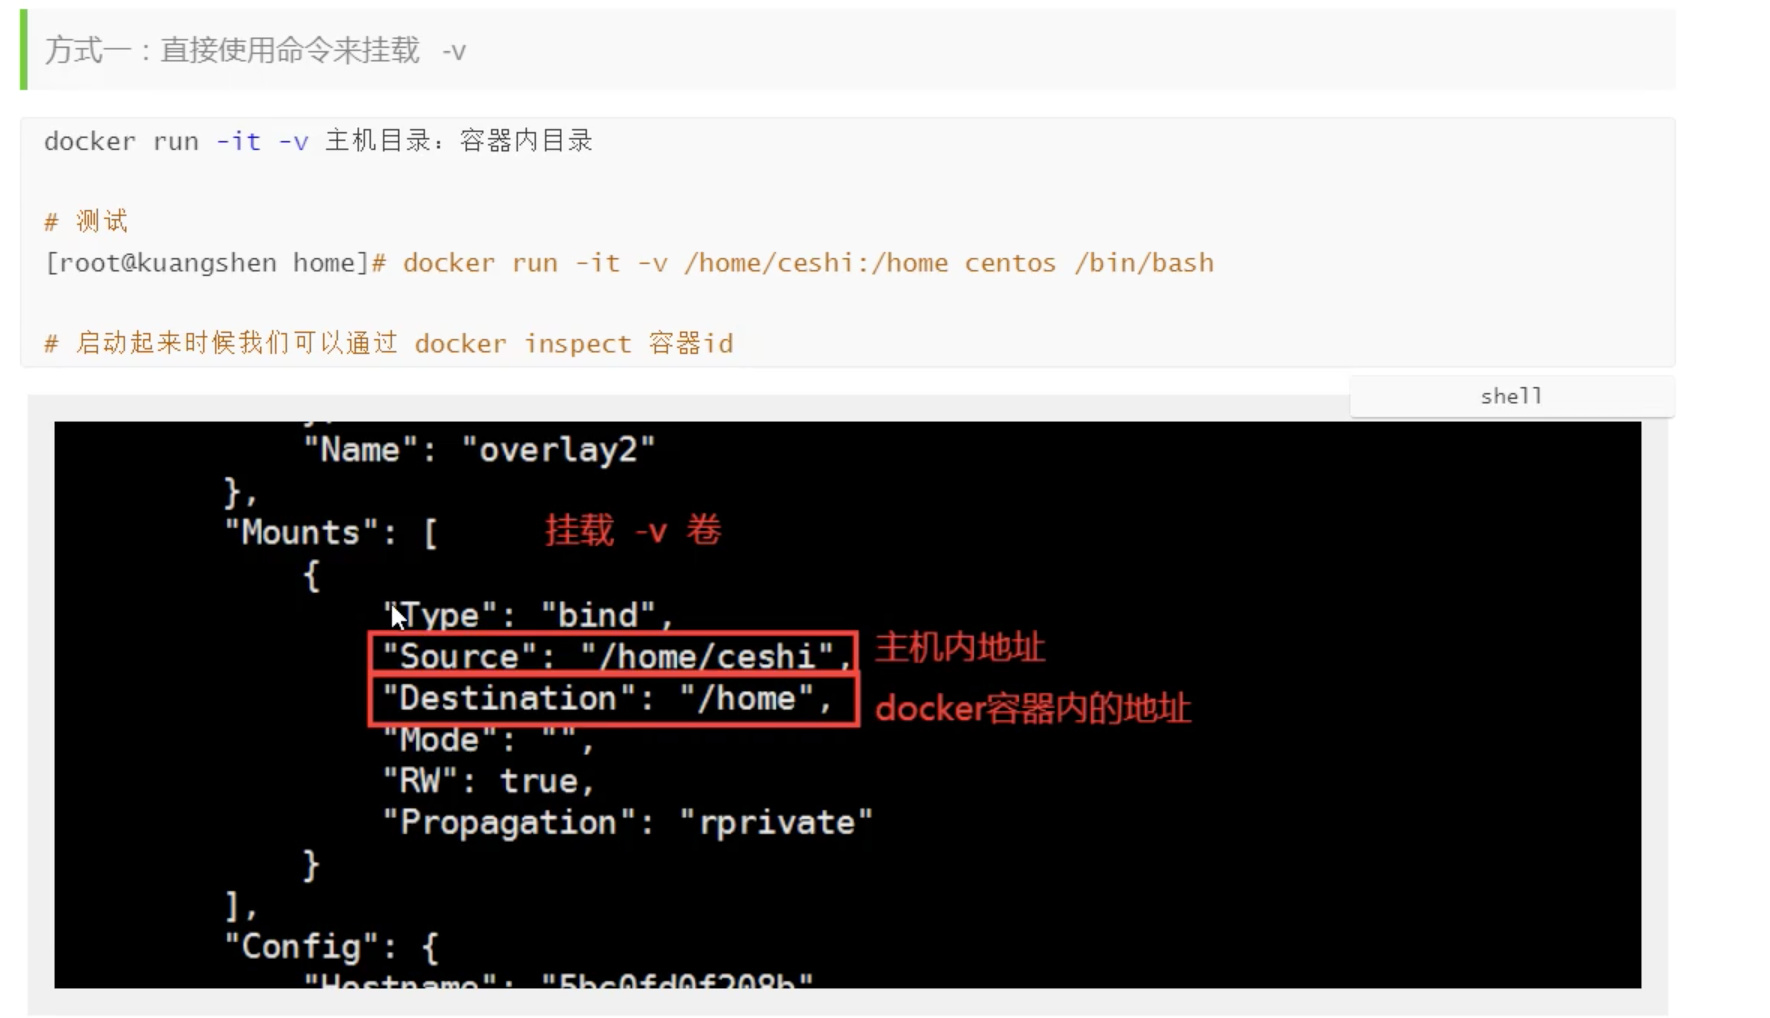 方式一：直接使用命令来挂载 -v
docker run -it -v 主机目录：容器内目录
# 测试
[root@kuangshen home]# docker run -it -v /home/ceshi:/home centos /bin/bash
# 启动起来时候我们可以通过 docker inspect 容器id
shell
"Name": "overlay2"
},
"Mounts": [ 挂载 -v 卷
{
"Type": "bind",
"Source": "/home/ceshi", 主机内地址
"Destination": "/home", docker容器内的地址
"Mode": "",
"RW": true,
"Propagation": "rprivate"
}
],
"Config": {
"Hostname": "5bc0fd0f208b"